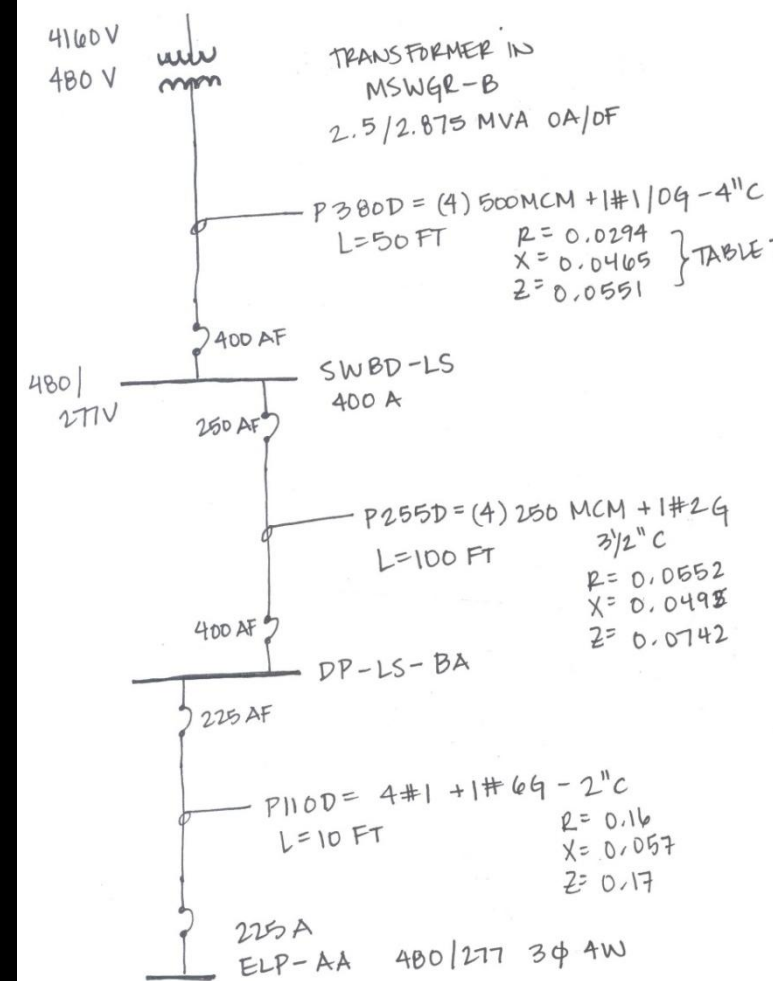 4160 V
480 V
TRANSFORMER IN
MSWGR-B
2.5/2.875 MVA OA/OF
P380D = (4) 500MCM + 1#1/0G - 4"C
L=50 FT
R= 0.0294
X= 0.0465
Z= 0.0551
} TABLE
400 AF
480/
277V
SWBD-LS
400 A
250 AF
P255D = (4) 250 MCM + 1#2G
3½"C
L=100 FT
R= 0.0552
X= 0.0495
Z= 0.0742
400 AF
DP-LS-BA
225 AF
P110D = 4#1 + 1#6G - 2"C
L=10 FT
R= 0.16
X= 0.057
Z= 0.17
225 A
ELP-AA 480/277 3φ 4W